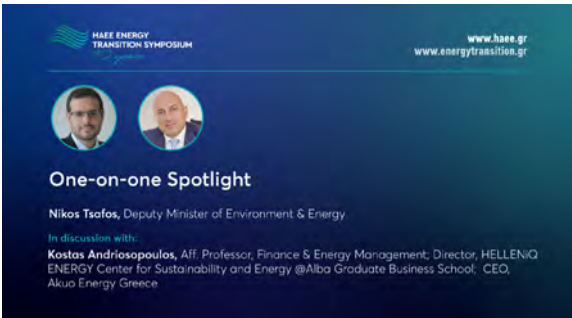 HAEE ENERGY
TRANSITION SYMPOSIUM
www.haee.gr
www.energytransition.gr
One-on-one Spotlight
Nikos Tsafos, Deputy Minister of Environment & Energy
In discussion with:
Kostas Andriosopoulos, Aff. Professor, Finance & Energy Management; Director, HELLENiQ
ENERGY Center for Sustainability and Energy @Alba Graduate Business School; CEO,
Akuo Energy Greece